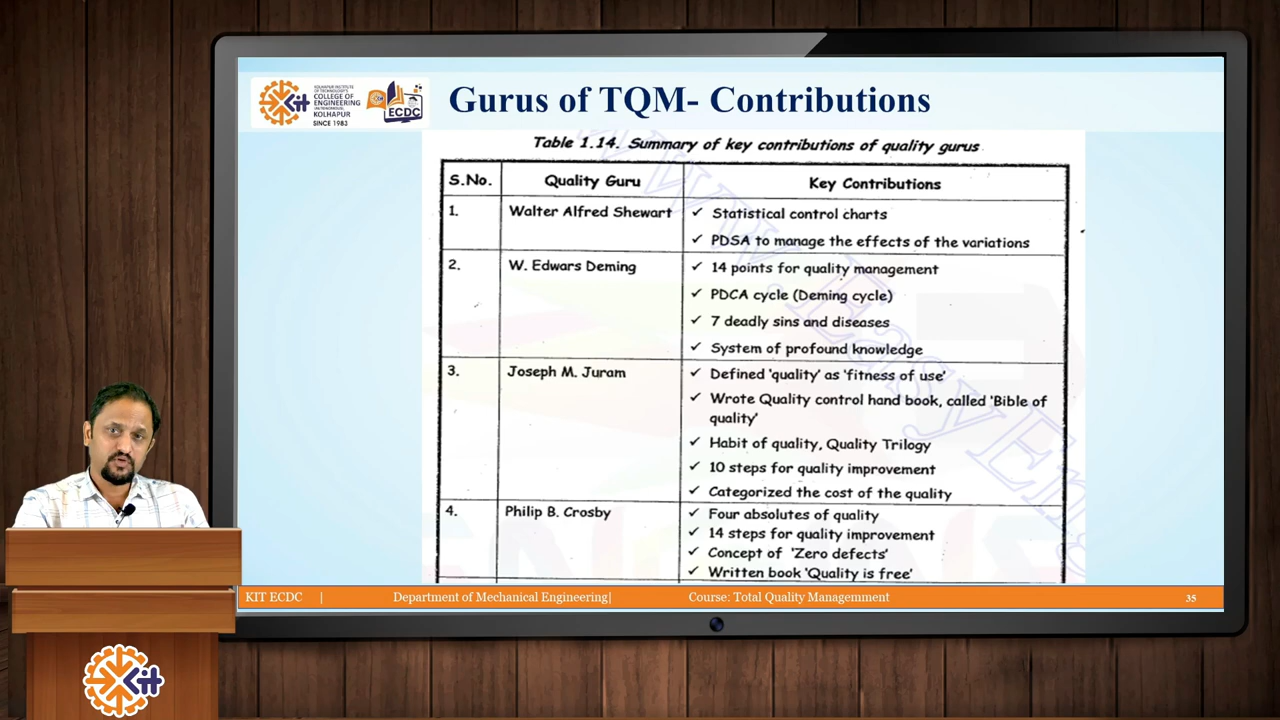 KOLHAPUR INSTITUTE
OF TECHNOLOGY'S
COLLEGE OF
ENGINEERING
KOLHAPUR
SINCE 1983
Kit
ECDC
Gurus of TQM- Contributions
Table 1.14. Summary of key contributions of quality gurus
S.No. Quality Guru Key Contributions
1. Walter Alfred Shewart ✓ Statistical control charts
✓ PDSA to manage the effects of the variations
2. W. Edwars Deming ✓ 14 points for quality management
✓ PDCA cycle (Deming cycle)
✓ 7 deadly sins and diseases
✓ System of profound knowledge
3. Joseph M. Juram ✓ Defined 'quality' as 'fitness of use'
✓ Wrote Quality control hand book, called 'Bible of
quality'
✓ Habit of quality, Quality Trilogy
✓ 10 steps for quality improvement
✓ Categorized the cost of the quality
4. Philip B. Crosby ✓ Four absolutes of quality
✓ 14 steps for quality improvement
✓ Concept of 'Zero defects'
✓ Written book 'Quality is free'
KIT ECDC | Department of Mechanical Engineering| Course: Total Quality Managemment 35
Kit